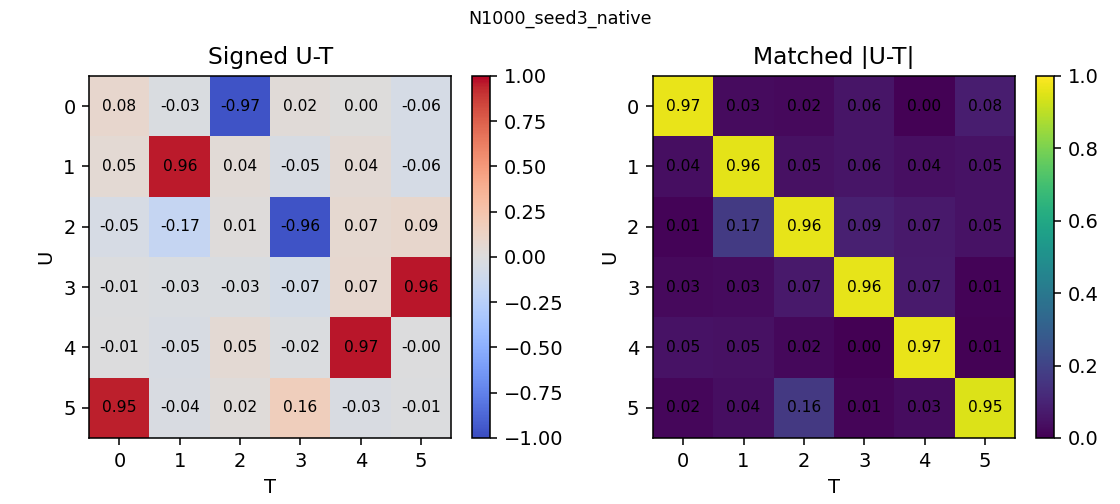 N1000_seed3_native
Signed U-T
Matched |U-T|
0 0.08 -0.03 -0.97 0.02 0.00 -0.06
1 0.05 0.96 0.04 -0.05 0.04 -0.06
2 -0.05 -0.17 0.01 -0.96 0.07 0.09
3 -0.01 -0.03 -0.03 -0.07 0.07 0.96
4 -0.01 -0.05 0.05 -0.02 0.97 -0.00
5 0.95 -0.04 0.02 0.16 -0.03 -0.01
0 1 2 3 4 5
U
T
1.00
0.75
0.50
0.25
0.00
−0.25
−0.50
−0.75
−1.00
0 0.97 0.03 0.02 0.06 0.00 0.08
1 0.04 0.96 0.05 0.06 0.04 0.05
2 0.01 0.17 0.96 0.09 0.07 0.05
3 0.03 0.03 0.07 0.96 0.07 0.01
4 0.05 0.05 0.02 0.00 0.97 0.01
5 0.02 0.04 0.16 0.01 0.03 0.95
0 1 2 3 4 5
U
T
1.0
0.8
0.6
0.4
0.2
0.0